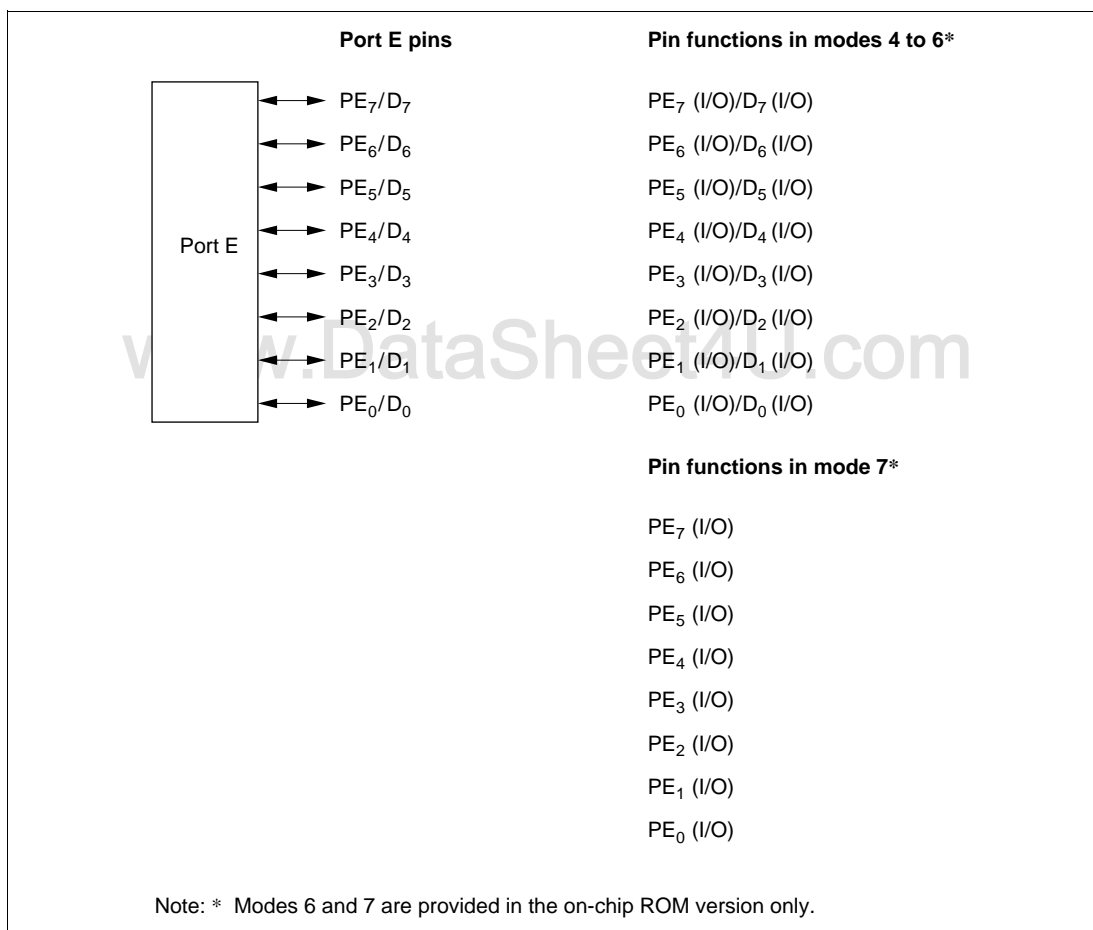 Port E pins Pin functions in modes 4 to 6*
PE7/D7 PE7 (I/O)/D7 (I/O)
PE6/D6 PE6 (I/O)/D6 (I/O)
PE5/D5 PE5 (I/O)/D5 (I/O)
PE4/D4 PE4 (I/O)/D4 (I/O)
Port E
PE3/D3 PE3 (I/O)/D3 (I/O)
PE2/D2 PE2 (I/O)/D2 (I/O)
www.DataSheet4U.com
PE1/D1 PE1 (I/O)/D1 (I/O)
PE0/D0 PE0 (I/O)/D0 (I/O)
Pin functions in mode 7*
PE7 (I/O)
PE6 (I/O)
PE5 (I/O)
PE4 (I/O)
PE3 (I/O)
PE2 (I/O)
PE1 (I/O)
PE0 (I/O)
Note: * Modes 6 and 7 are provided in the on-chip ROM version only.